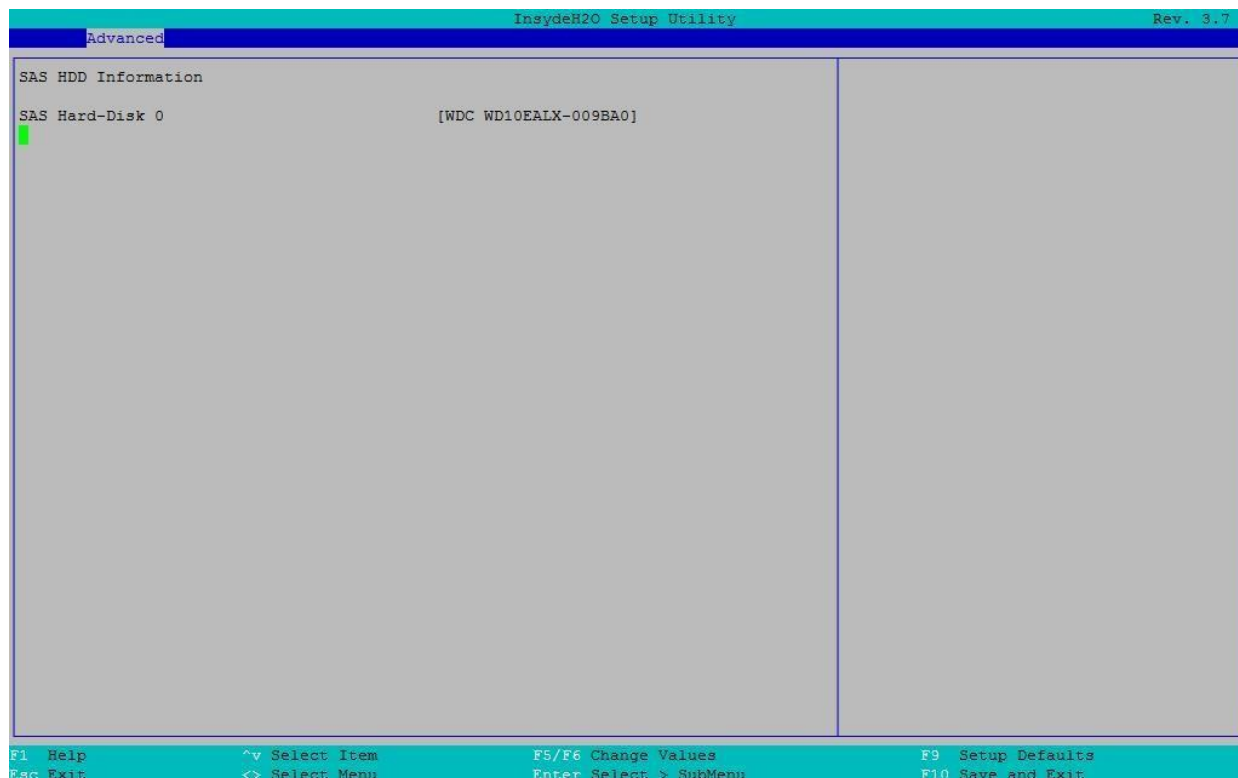 InsydeH2O Setup Utility Rev. 3.7
Advanced
SAS HDD Information
SAS Hard-Disk 0 [WDC WD10EALX-009BA0]
F1 Help ^v Select Item F5/F6 Change Values F9 Setup Defaults
Esc Exit <> Select Menu Enter Select > SubMenu F10 Save and Exit